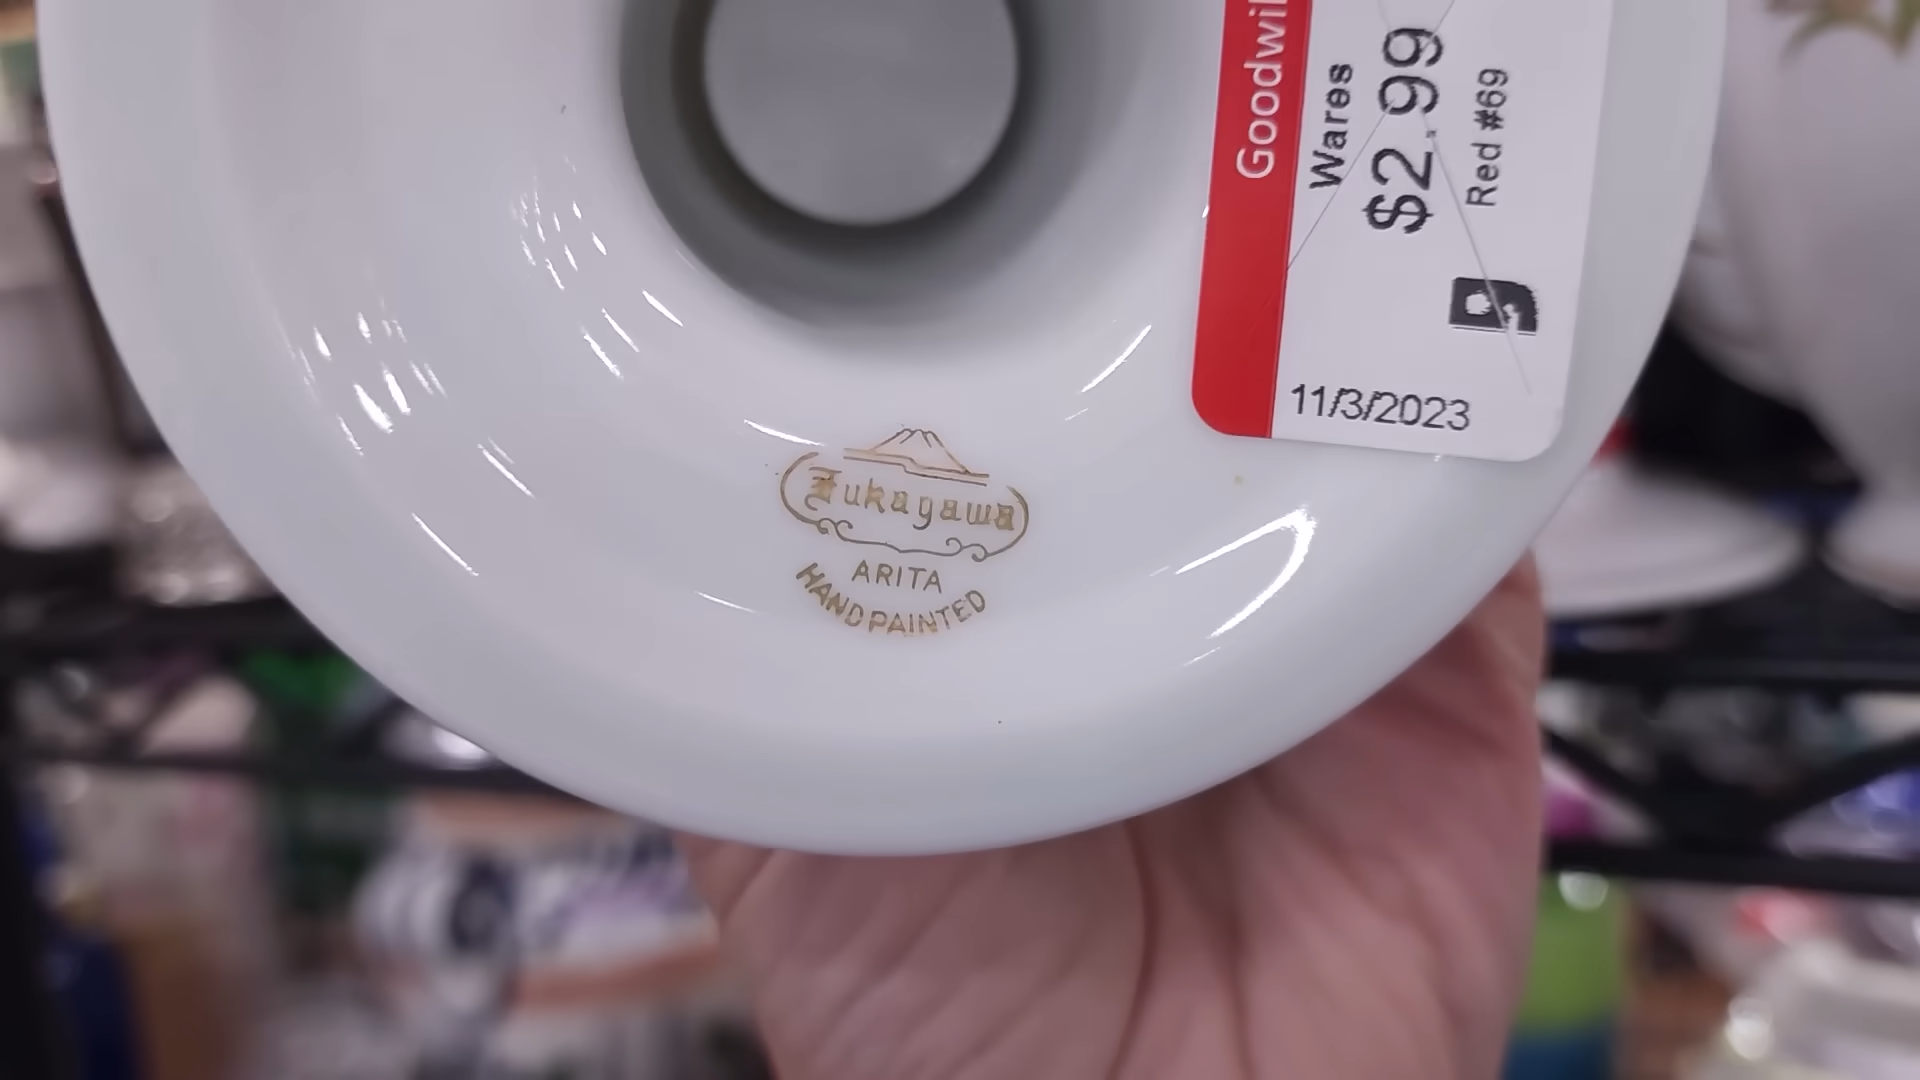 Goodwil
Wares
$2.99
Red #69
11/3/2023
Fukagawa
ARITA
HAND PAINTED